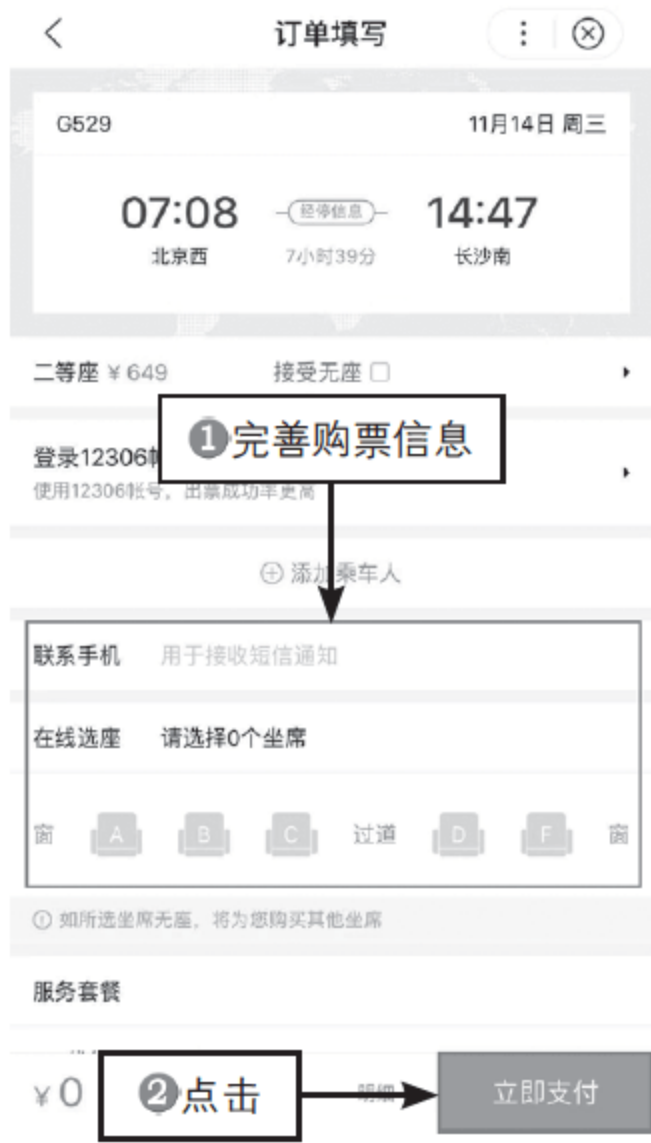 订单填写
G529 11月14日 周三
07:08 经停信息 14:47
北京西 7小时39分 长沙南
二等座 ¥649 接受无座
❶完善购票信息
登录12306帐
使用12306帐号，出票成功率更高
添加乘车人
联系手机 用于接收短信通知
在线选座 请选择0个坐席
窗 A B C 过道 D F 窗
如所选坐席无座，将为您购买其他坐席
服务套餐
¥0 ❷点击 明细 立即支付